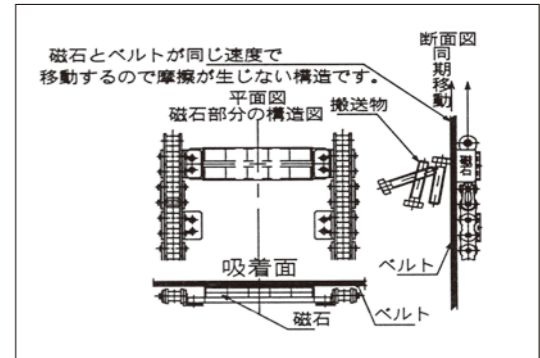 磁石とベルトが同じ速度で
移動するので摩擦が生じない構造です。
平面図
磁石部分の構造図
断面図
同期移動
搬送物
磁石
ベルト
吸着面
磁石
ベルト